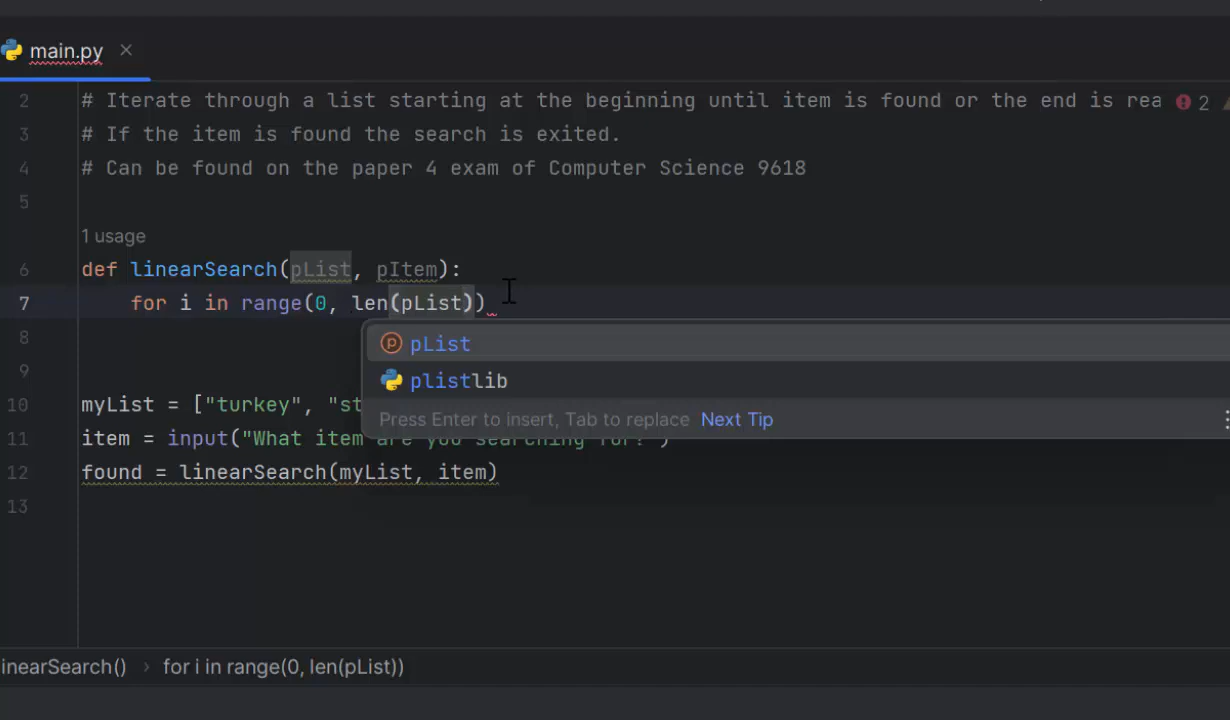 main.py
2 # Iterate through a list starting at the beginning until item is found or the end is rea 2
3 # If the item is found the search is exited.
4 # Can be found on the paper 4 exam of Computer Science 9618
5
1 usage
6 def linearSearch(pList, pItem):
7 for i in range(0, len(pList))
8 pList
9 plistlib
Press Enter to insert, Tab to replace Next Tip
10 myList = ["turkey", "st
11 item = input("What item are you searching for?")
12 found = linearSearch(myList, item)
13
inearSearch() › for i in range(0, len(pList))